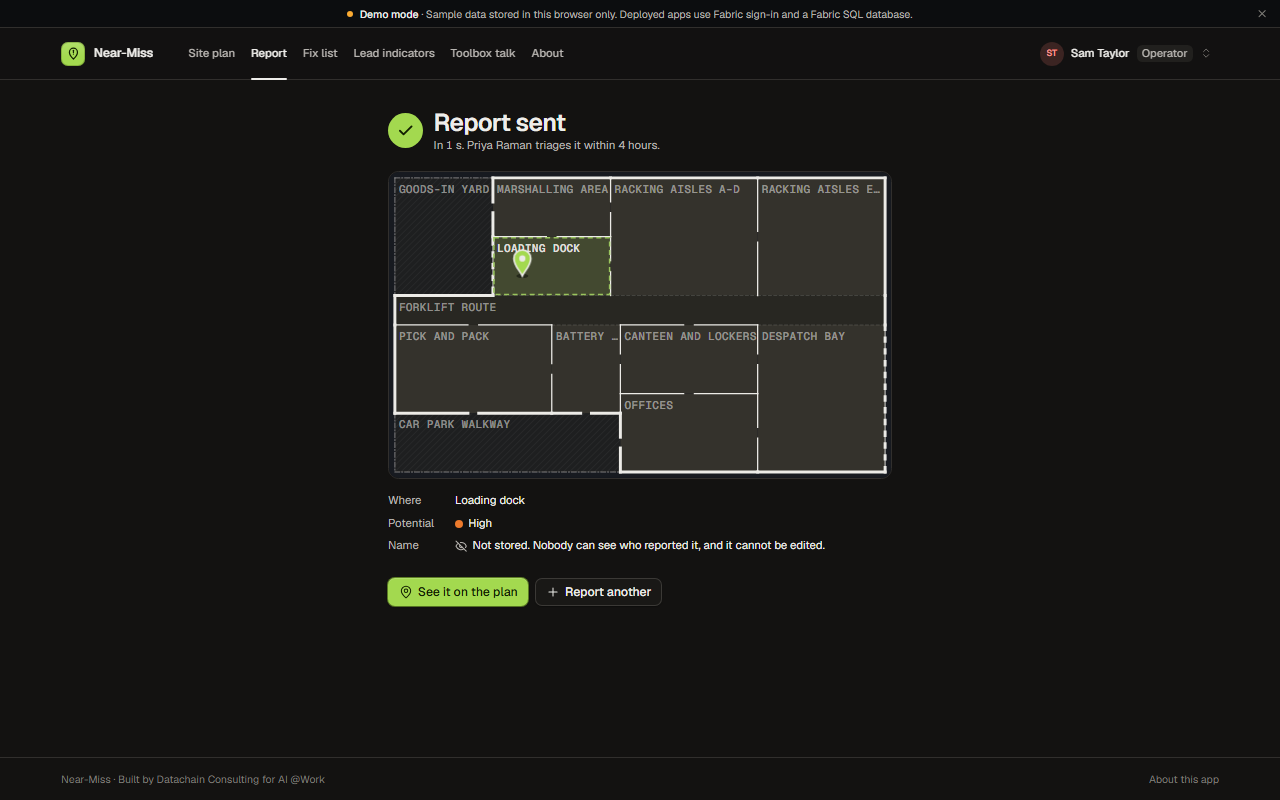 Demo mode · Sample data stored in this browser only. Deployed apps use Fabric sign-in and a Fabric SQL database.
Near-Miss
Site plan
Report
Fix list
Lead indicators
Toolbox talk
About
ST
Sam Taylor
Operator
Report sent
In 1 s. Priya Raman triages it within 4 hours.
GOODS-IN YARD
MARSHALLING AREA
RACKING AISLES A-D
RACKING AISLES E…
LOADING DOCK
FORKLIFT ROUTE
PICK AND PACK
BATTERY …
CANTEEN AND LOCKERS
DESPATCH BAY
OFFICES
CAR PARK WALKWAY
Where Loading dock
Potential High
Name Not stored. Nobody can see who reported it, and it cannot be edited.
See it on the plan
Report another
Near-Miss · Built by Datachain Consulting for AI @Work
About this app